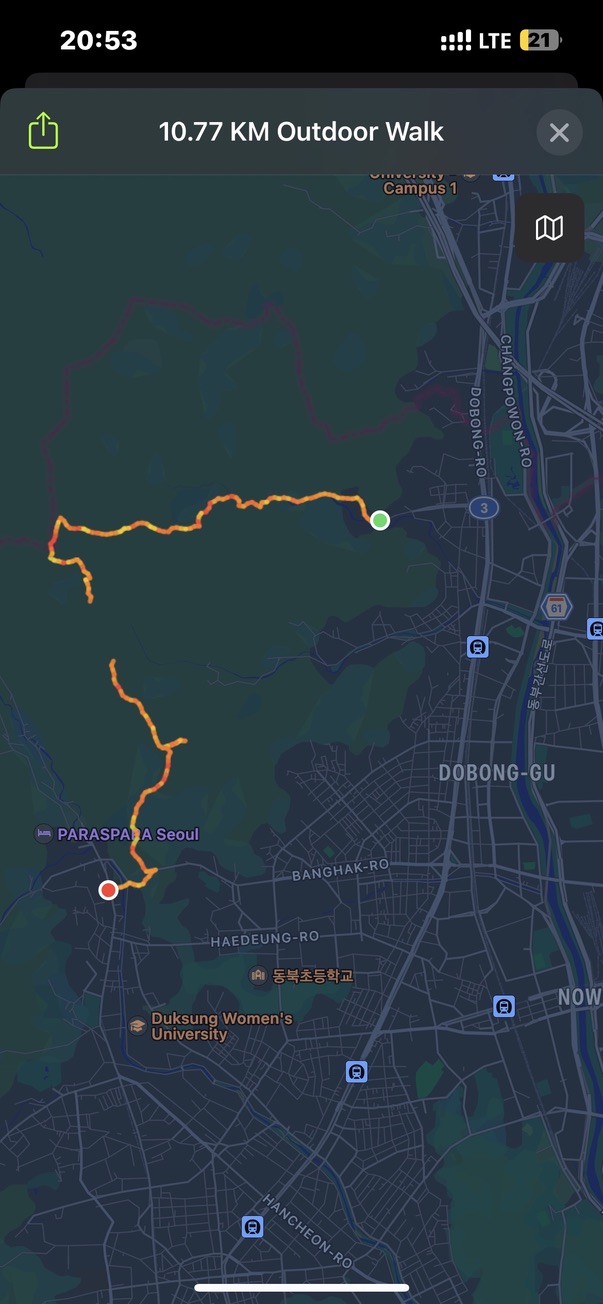 20:53
LTE 21
10.77 KM Outdoor Walk
University
Campus 1
CHANGPOWON-RO
DOBONG-RO
3
61
동부간선도로
DOBONG-GU
PARASPARA Seoul
BANGHAK-RO
HAEDEUNG-RO
동북초등학교
NOW
Duksung Women's
University
HANCHEON-RO